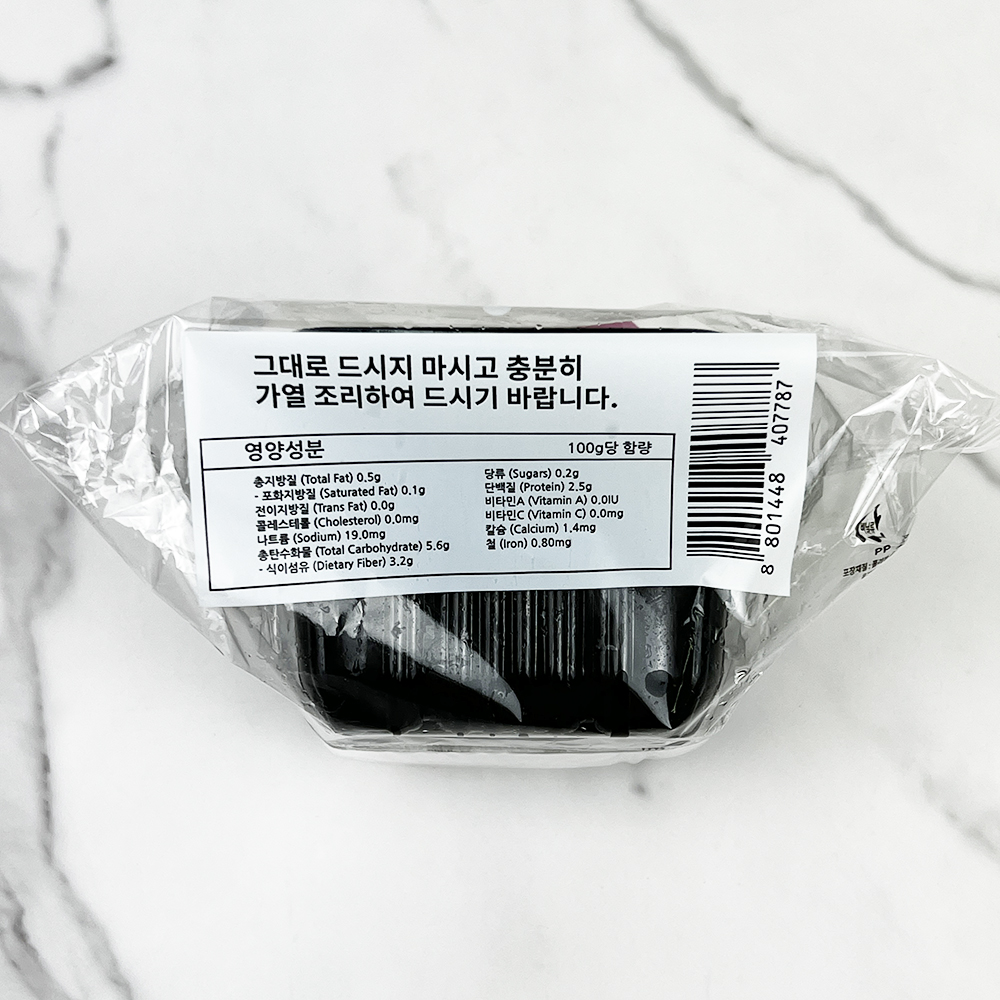 그대로 드시지 마시고 충분히
가열 조리하여 드시기 바랍니다.
영양성분 100g당 함량
총지방질 (Total Fat) 0.5g
- 포화지방질 (Saturated Fat) 0.1g
전이지방질 (Trans Fat) 0.0g
콜레스테롤 (Cholesterol) 0.0mg
나트륨 (Sodium) 19.0mg
총탄수화물 (Total Carbohydrate) 5.6g
- 식이섬유 (Dietary Fiber) 3.2g
당류 (Sugars) 0.2g
단백질 (Protein) 2.5g
비타민A (Vitamin A) 0.0IU
비타민C (Vitamin C) 0.0mg
칼슘 (Calcium) 1.4mg
철 (Iron) 0.80mg
8 801448 407787
PP
포장재질 :